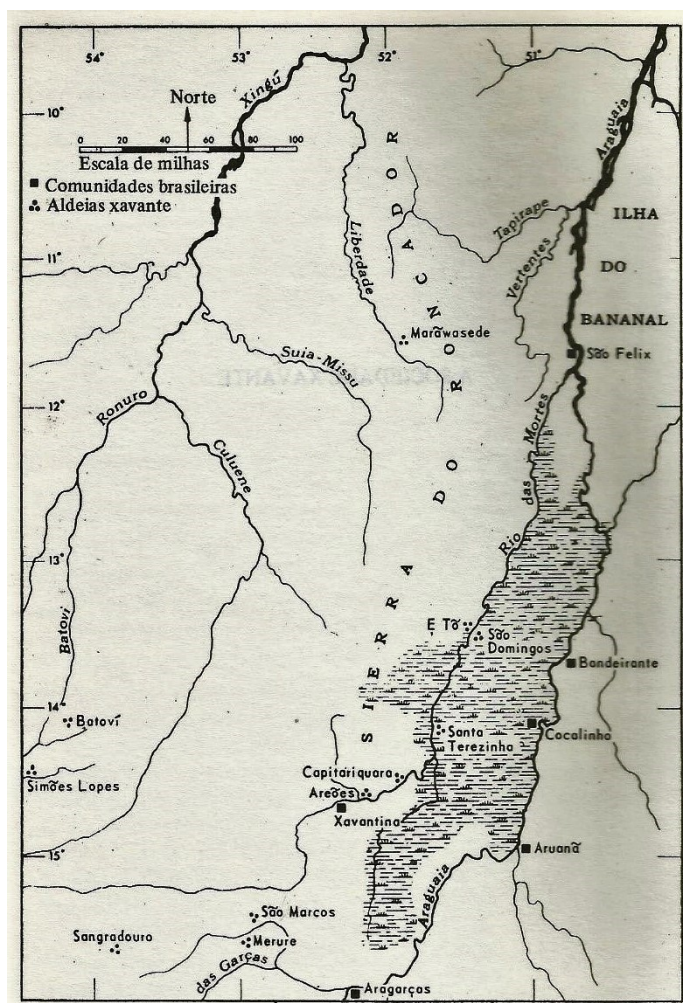 54°
53°
52°
51°
10°
11°
12°
13°
14°
15°
Norte
0 20 40 60 80 100
Escala de milhas
Comunidades brasileiras
Aldeias xavante
Xingú
Liberdade
SIERRA DO RONCADOR
Araguaia
Tapirape
Vertentes
ILHA
DO
BANANAL
São Felix
Marãwasede
Suia-Missu
Ronuro
Culuene
Rio das Mortes
Batovi
E Tõ
São
Domingos
Bandeirante
Batoví
Simões Lopes
Santa
Terezinha
Cocalinho
Capitariquara
Areões
Xavantina
Aruanã
Araguaia
São Marcos
Sangradouro
Merure
das Garças
Aragarças